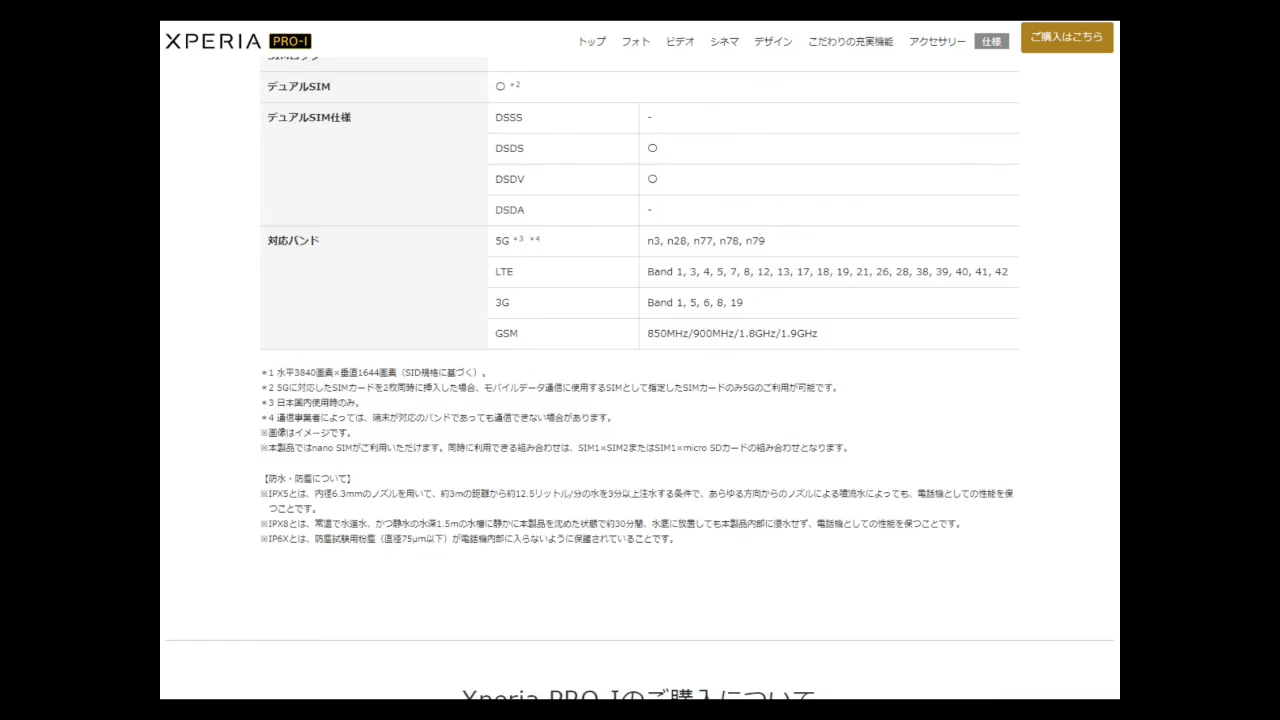 XPERIA PRO-I
トップ フォト ビデオ シネマ デザイン こだわりの充実機能 アクセサリー 仕様 ご購入はこちら
SIMロック
デュアルSIM 〇 *2
デュアルSIM仕様 DSSS -
DSDS 〇
DSDV 〇
DSDA -
対応バンド 5G *3 *4 n3, n28, n77, n78, n79
LTE Band 1, 3, 4, 5, 7, 8, 12, 13, 17, 18, 19, 21, 26, 28, 38, 39, 40, 41, 42
3G Band 1, 5, 6, 8, 19
GSM 850MHz/900MHz/1.8GHz/1.9GHz
*1 水平3840画素×垂直1644画素（SID規格に基づく）。
*2 5Gに対応したSIMカードを2枚同時に挿入した場合、モバイルデータ通信に使用するSIMとして指定したSIMカードのみ5Gのご利用が可能です。
*3 日本国内使用時のみ。
*4 通信事業者によっては、端末が対応のバンドであっても通信できない場合があります。
※画像はイメージです。
※本製品ではnano SIMがご利用いただけます。同時に利用できる組み合わせは、SIM1×SIM2またはSIM1×micro SDカードの組み合わせとなります。
【防水・防塵について】
※IPX5とは、内径6.3mmのノズルを用いて、約3mの距離から約12.5リットル/分の水を3分以上注水する条件で、あらゆる方向からのノズルによる噴流水によっても、電話機としての性能を保
つことです。
※IPX8とは、常温で水道水、かつ静水の水深1.5mの水槽に静かに本製品を沈めた状態で約30分間、水底に放置しても本製品内部に浸水せず、電話機としての性能を保つことです。
※IP6Xとは、防塵試験用粉塵（直径75μm以下）が電話機内部に入らないように保護されていることです。
Xperia PRO-Iのご購入について